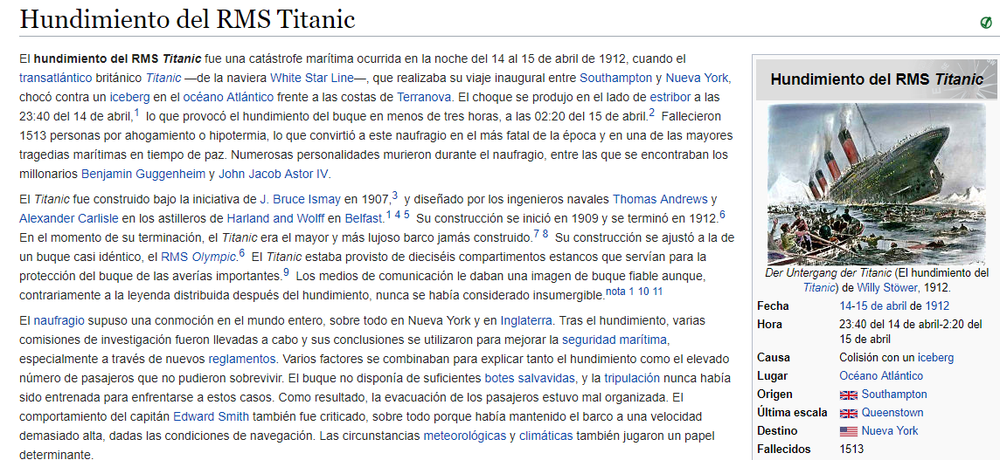 Hundimiento del RMS Titanic
El hundimiento del RMS Titanic fue una catástrofe marítima ocurrida en la noche del 14 al 15 de abril de 1912, cuando el
transatlántico británico Titanic —de la naviera White Star Line—, que realizaba su viaje inaugural entre Southampton y Nueva York,
chocó contra un iceberg en el océano Atlántico frente a las costas de Terranova. El choque se produjo en el lado de estribor a las
23:40 del 14 de abril,1 lo que provocó el hundimiento del buque en menos de tres horas, a las 02:20 del 15 de abril.2 Fallecieron
1513 personas por ahogamiento o hipotermia, lo que convirtió a este naufragio en el más fatal de la época y en una de las mayores
tragedias marítimas en tiempo de paz. Numerosas personalidades murieron durante el naufragio, entre las que se encontraban los
millonarios Benjamin Guggenheim y John Jacob Astor IV.
El Titanic fue construido bajo la iniciativa de J. Bruce Ismay en 1907,3 y diseñado por los ingenieros navales Thomas Andrews y
Alexander Carlisle en los astilleros de Harland and Wolff en Belfast.1 4 5 Su construcción se inició en 1909 y se terminó en 1912.6
En el momento de su terminación, el Titanic era el mayor y más lujoso barco jamás construido.7 8 Su construcción se ajustó a la de
un buque casi idéntico, el RMS Olympic.6 El Titanic estaba provisto de dieciséis compartimentos estancos que servían para la
protección del buque de las averías importantes.9 Los medios de comunicación le daban una imagen de buque fiable aunque,
contrariamente a la leyenda distribuida después del hundimiento, nunca se había considerado insumergible.nota 1 10 11
El naufragio supuso una conmoción en el mundo entero, sobre todo en Nueva York y en Inglaterra. Tras el hundimiento, varias
comisiones de investigación fueron llevadas a cabo y sus conclusiones se utilizaron para mejorar la seguridad marítima,
especialmente a través de nuevos reglamentos. Varios factores se combinaban para explicar tanto el hundimiento como el elevado
número de pasajeros que no pudieron sobrevivir. El buque no disponía de suficientes botes salvavidas, y la tripulación nunca había
sido entrenada para enfrentarse a estos casos. Como resultado, la evacuación de los pasajeros estuvo mal organizada. El
comportamiento del capitán Edward Smith también fue criticado, sobre todo porque había mantenido el barco a una velocidad
demasiado alta, dadas las condiciones de navegación. Las circunstancias meteorológicas y climáticas también jugaron un papel
determinante.
Hundimiento del RMS Titanic
Der Untergang der Titanic (El hundimiento del
Titanic) de Willy Stöwer, 1912.
Fecha 14-15 de abril de 1912
Hora 23:40 del 14 de abril-2:20 del
15 de abril
Causa Colisión con un iceberg
Lugar Océano Atlántico
Origen Southampton
Última escala Queenstown
Destino Nueva York
Fallecidos 1513